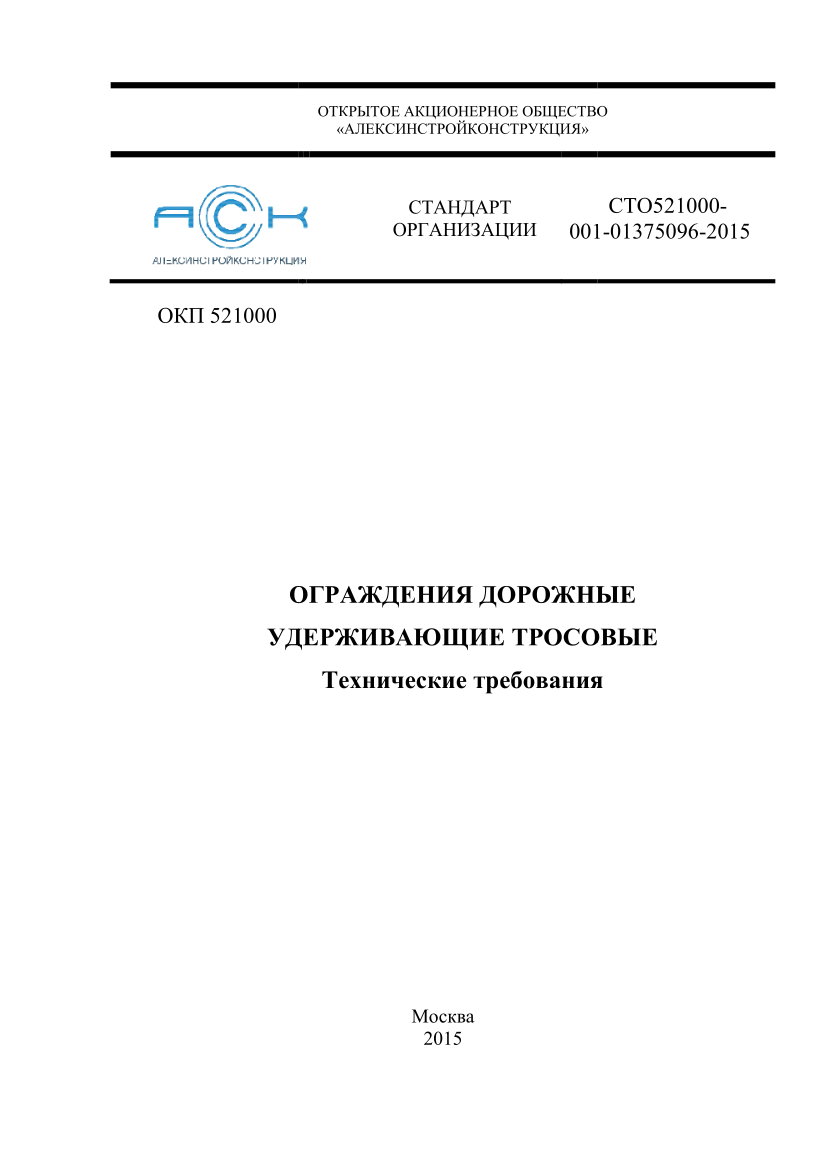 ОТКРЫТОЕ АКЦИОНЕРНОЕ ОБЩЕСТВО
«АЛЕКСИНСТРОЙКОНСТРУКЦИЯ»
АСК
АЛЕКСИНСТРОЙКОНСТРУКЦИЯ
СТАНДАРТ
ОРГАНИЗАЦИИ
СТО521000-
001-01375096-2015
ОКП 521000
ОГРАЖДЕНИЯ ДОРОЖНЫЕ
УДЕРЖИВАЮЩИЕ ТРОСОВЫЕ
Технические требования
Москва
2015